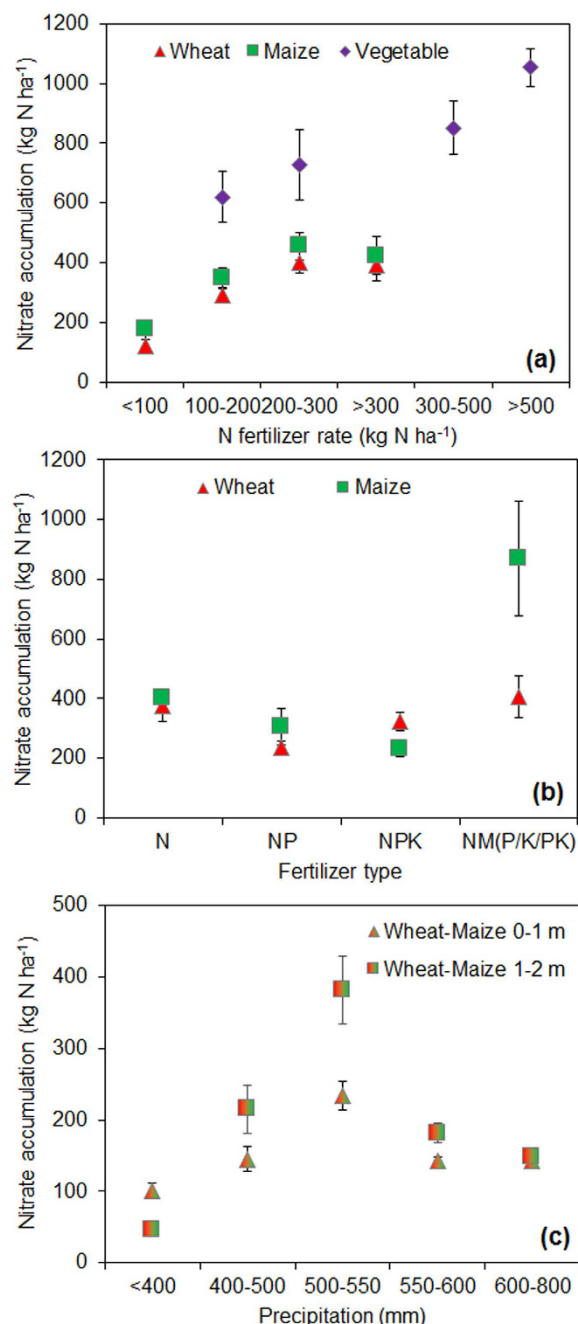 1200
Wheat Maize Vegetable
1000
800
600
400
200
0
Nitrate accumulation (kg N ha⁻¹)
(a)
<100 100-200 200-300 >300 300-500 >500
N fertilizer rate (kg N ha⁻¹)
1200
Wheat Maize
1000
800
600
400
200
0
Nitrate accumulation (kg N ha⁻¹)
(b)
N NP NPK NM(P/K/PK)
Fertilizer type
500
Wheat-Maize 0-1 m
Wheat-Maize 1-2 m
400
300
200
100
0
Nitrate accumulation (kg N ha⁻¹)
(c)
<400 400-500 500-550 550-600 600-800
Precipitation (mm)